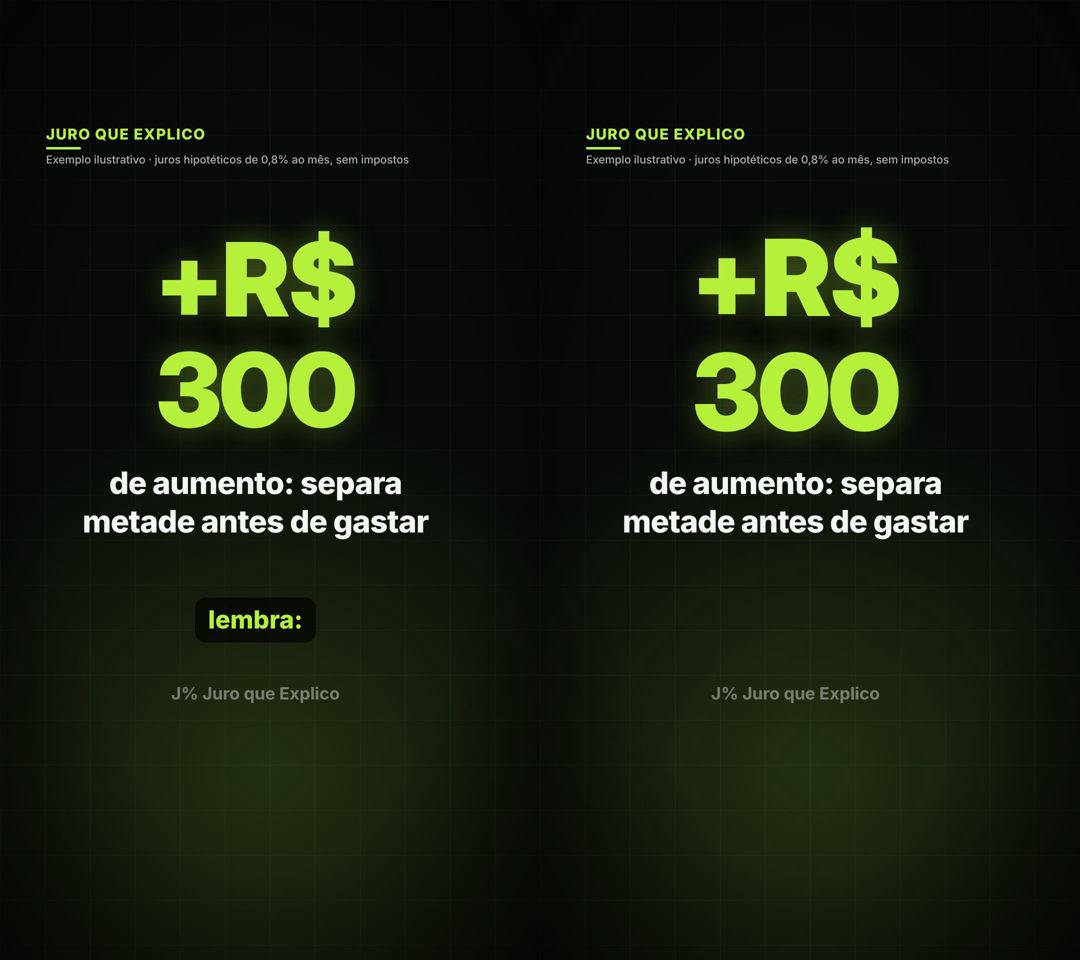 JURO QUE EXPLICO
Exemplo ilustrativo · juros hipotéticos de 0,8% ao mês, sem impostos
+R$
300
de aumento: separa
metade antes de gastar
lembra:
J% Juro que Explico
JURO QUE EXPLICO
Exemplo ilustrativo · juros hipotéticos de 0,8% ao mês, sem impostos
+R$
300
de aumento: separa
metade antes de gastar
J% Juro que Explico